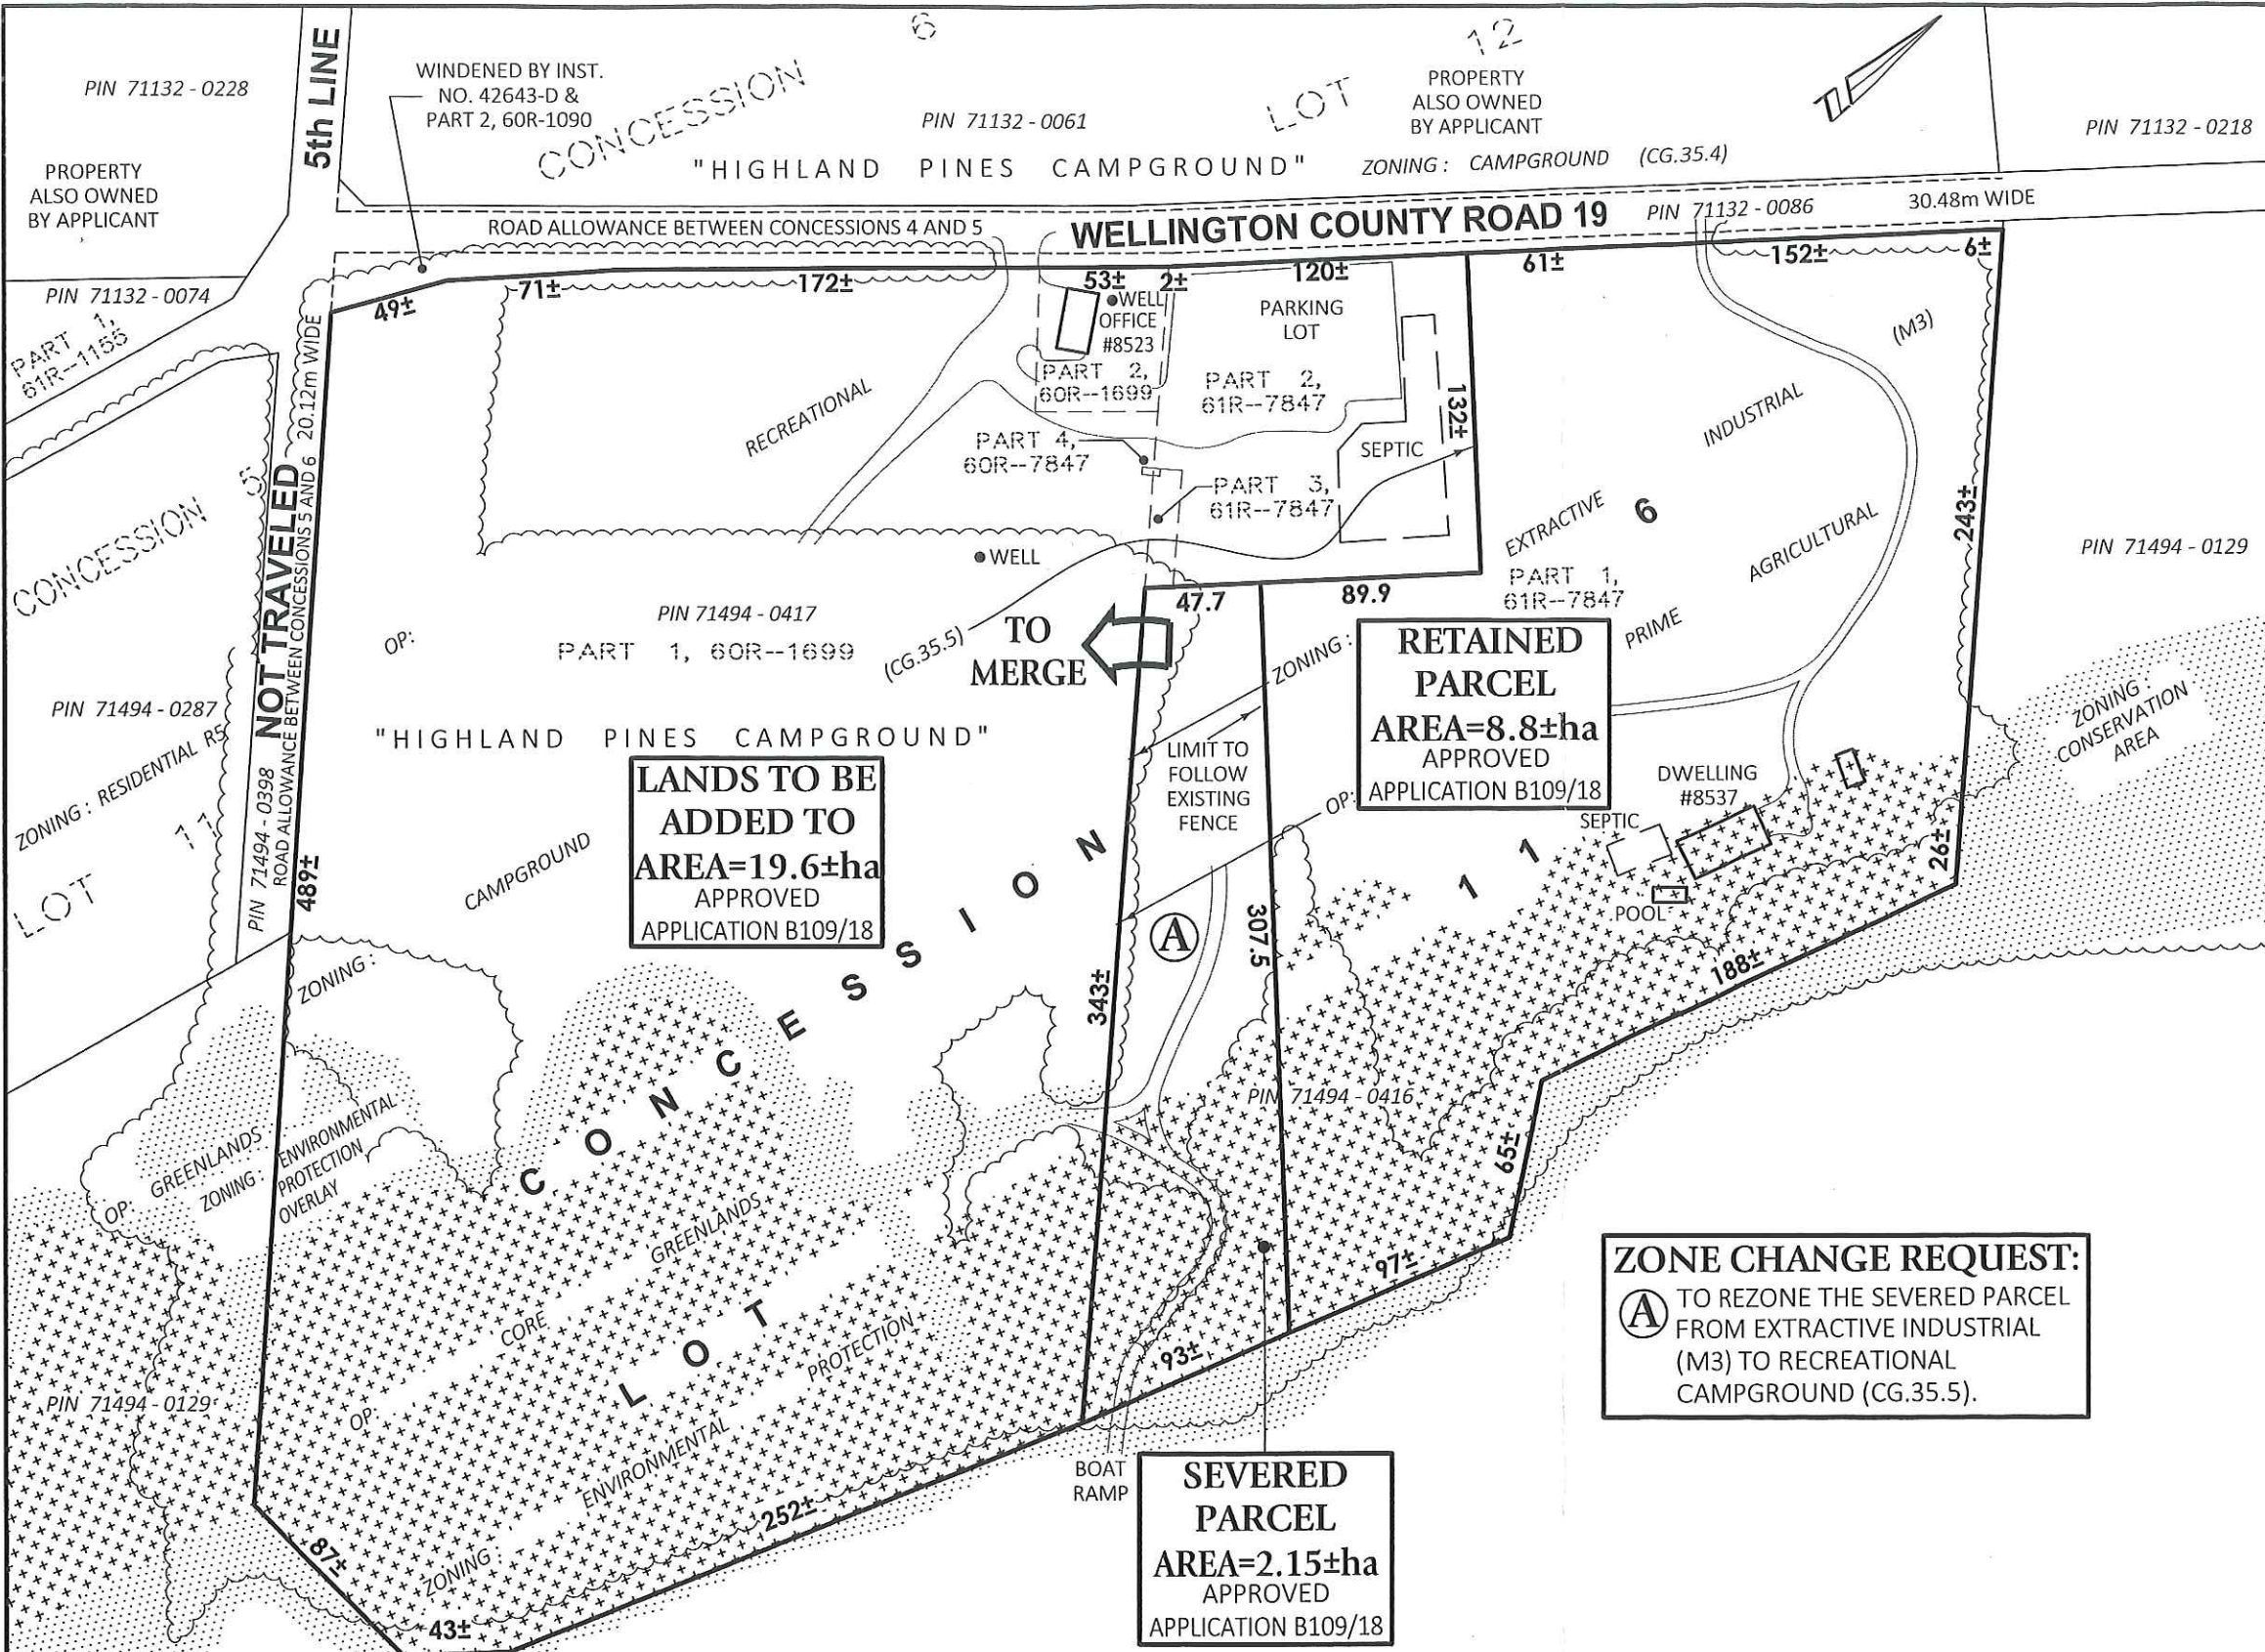 6
12
PIN 71132 - 0228
5th LINE
WINDENED BY INST.
NO. 42643-D &
PART 2, 60R-1090
CONCESSION
LOT
PROPERTY
ALSO OWNED
BY APPLICANT
PIN 71132 - 0061
PIN 71132 - 0218
PROPERTY
ALSO OWNED
BY APPLICANT
"HIGHLAND PINES CAMPGROUND"
ZONING : CAMPGROUND (CG.35.4)
ROAD ALLOWANCE BETWEEN CONCESSIONS 4 AND 5
WELLINGTON COUNTY ROAD 19
PIN 71132 - 0086
30.48m WIDE
PIN 71132 - 0074
PART 1,
61R--1155
49±
71±
172±
53±
2±
120±
61±
152±
6±
WELL
OFFICE
#8523
PARKING
LOT
PART 2,
60R--1699
PART 2,
61R--7847
132±
(M3)
RECREATIONAL
INDUSTRIAL
PART 4,
60R--7847
SEPTIC
PART 3,
61R--7847
EXTRACTIVE
6
AGRICULTURAL
243±
PIN 71494 - 0129
CONCESSION 5
NOT TRAVELED
ROAD ALLOWANCE BETWEEN CONCESSIONS 5 AND 6 20.12m WIDE
WELL
47.7
89.9
PART 1,
61R--7847
PIN 71494 - 0417
PART 1, 60R--1699
OP:
(CG.35.5)
TO
MERGE
ZONING :
PRIME
RETAINED
PARCEL
AREA=8.8±ha
APPROVED
APPLICATION B109/18
PIN 71494 - 0287
ZONING : RESIDENTIAL R5
LOT 11
PIN 71494 - 0398
489±
"HIGHLAND PINES CAMPGROUND"
LANDS TO BE
ADDED TO
AREA=19.6±ha
APPROVED
APPLICATION B109/18
CAMPGROUND
LIMIT TO
FOLLOW
EXISTING
FENCE
OP:
ZONING :
CONSERVATION
AREA
DWELLING
#8537
SEPTIC
POOL
11
26±
188±
A
307.5
343±
CONCESSION
LOT
ZONING :
PIN 71494 - 0416
65±
97±
93±
OP: GREENLANDS
ZONING : ENVIRONMENTAL
PROTECTION
OVERLAY
OP: CORE GREENLANDS
ZONING : ENVIRONMENTAL PROTECTION
PIN 71494 - 0129
252±
87±
43±
BOAT
RAMP
SEVERED
PARCEL
AREA=2.15±ha
APPROVED
APPLICATION B109/18
ZONE CHANGE REQUEST:
A TO REZONE THE SEVERED PARCEL
FROM EXTRACTIVE INDUSTRIAL
(M3) TO RECREATIONAL
CAMPGROUND (CG.35.5).